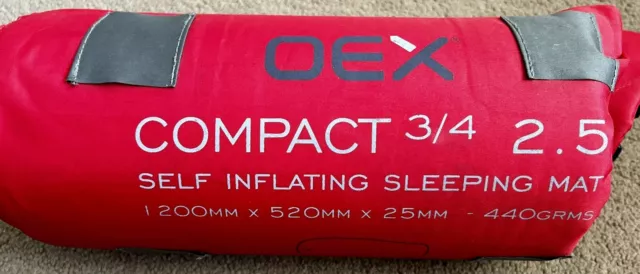 OEX
COMPACT 3/4 2.5
SELF INFLATING SLEEPING MAT
1200MM X 520MM X 25MM - 440GRMS